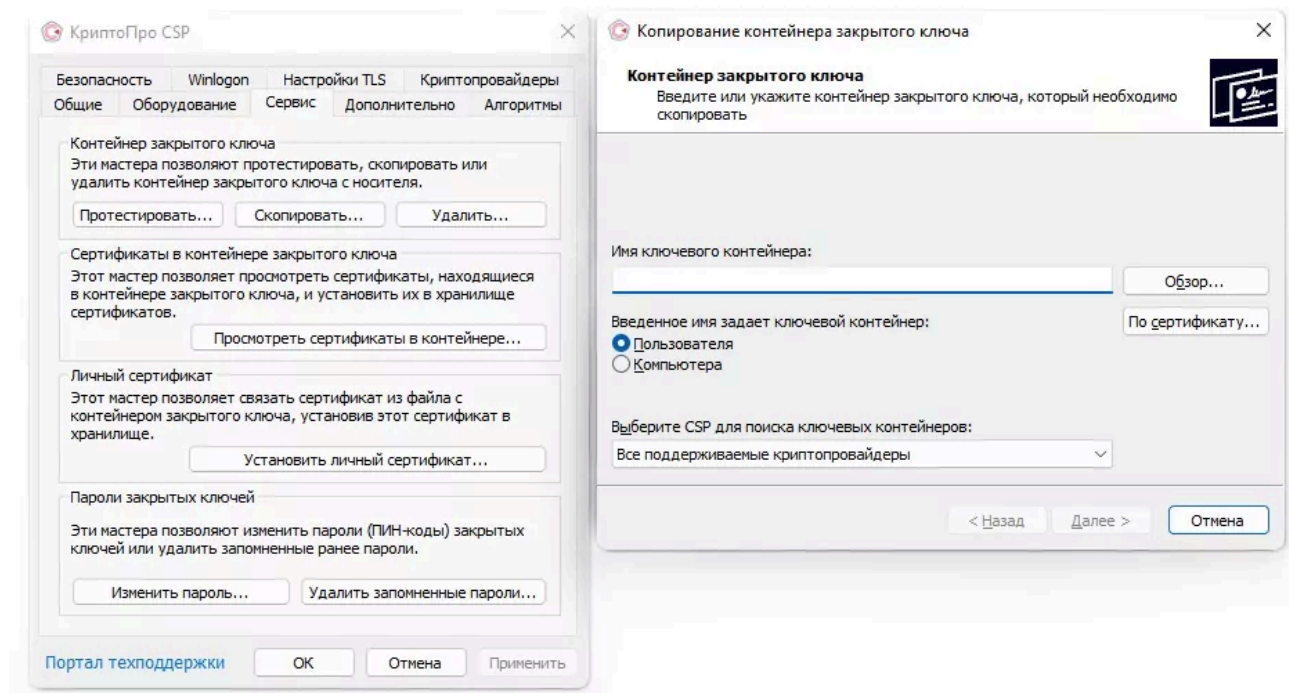 КриптоПро CSP
Безопасность Winlogon Настройки TLS Криптопровайдеры
Общие Оборудование Сервис Дополнительно Алгоритмы
Контейнер закрытого ключа
Эти мастера позволяют протестировать, скопировать или
удалить контейнер закрытого ключа с носителя.
Протестировать... Скопировать... Удалить...
Сертификаты в контейнере закрытого ключа
Этот мастер позволяет просмотреть сертификаты, находящиеся
в контейнере закрытого ключа, и установить их в хранилище
сертификатов.
Просмотреть сертификаты в контейнере...
Личный сертификат
Этот мастер позволяет связать сертификат из файла с
контейнером закрытого ключа, установив этот сертификат в
хранилище.
Установить личный сертификат...
Пароли закрытых ключей
Эти мастера позволяют изменить пароли (ПИН-коды) закрытых
ключей или удалить запомненные ранее пароли.
Изменить пароль... Удалить запомненные пароли...
Портал техподдержки ОК Отмена Применить
Копирование контейнера закрытого ключа
Контейнер закрытого ключа
Введите или укажите контейнер закрытого ключа, который необходимо
скопировать
Имя ключевого контейнера:
Обзор...
Введенное имя задает ключевой контейнер:
По сертификату...
Пользователя
Компьютера
Выберите CSP для поиска ключевых контейнеров:
Все поддерживаемые криптопровайдеры
< Назад Далее > Отмена